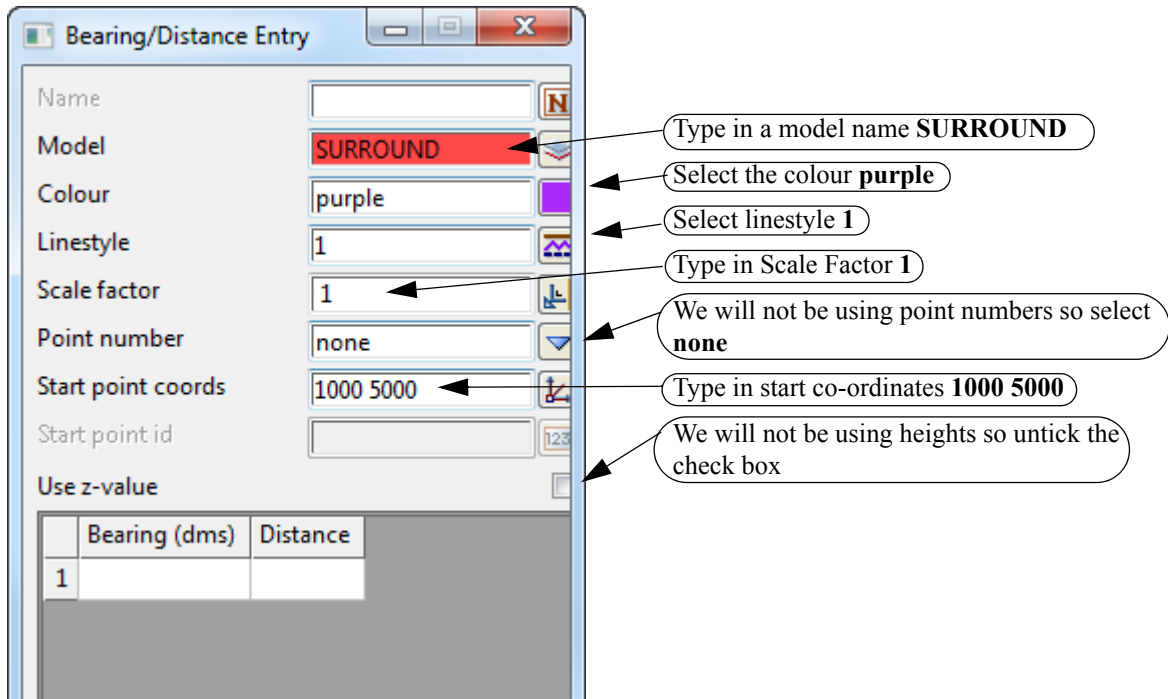 Bearing/Distance Entry
Name
N
Model SURROUND
Type in a model name SURROUND
Colour purple
Select the colour purple
Linestyle 1
Select linestyle 1
Scale factor 1
Type in Scale Factor 1
Point number none
We will not be using point numbers so select
none
Start point coords 1000 5000
Type in start co-ordinates 1000 5000
Start point id
123
We will not be using heights so untick the
check box
Use z-value
Bearing (dms) Distance
1